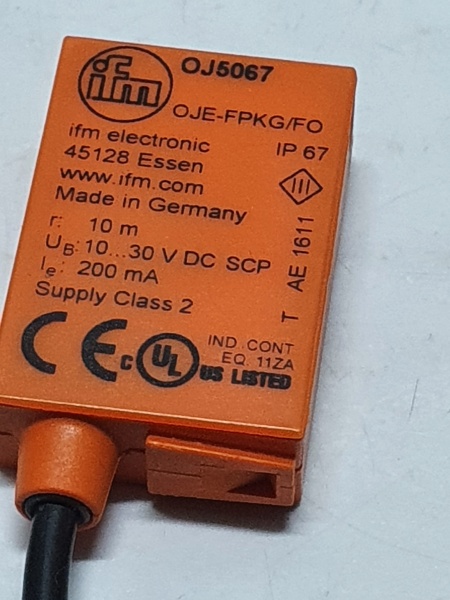 ifm
OJ5067
OJE-FPKG/FO
ifm electronic
IP 67
45128 Essen
www.ifm.com
III
Made in Germany
r: 10 m
UB: 10...30 V DC SCP
Ie: 200 mA
Supply Class 2
T AE 1611
CE
c UL US LISTED
IND. CONT
EQ. 11ZA